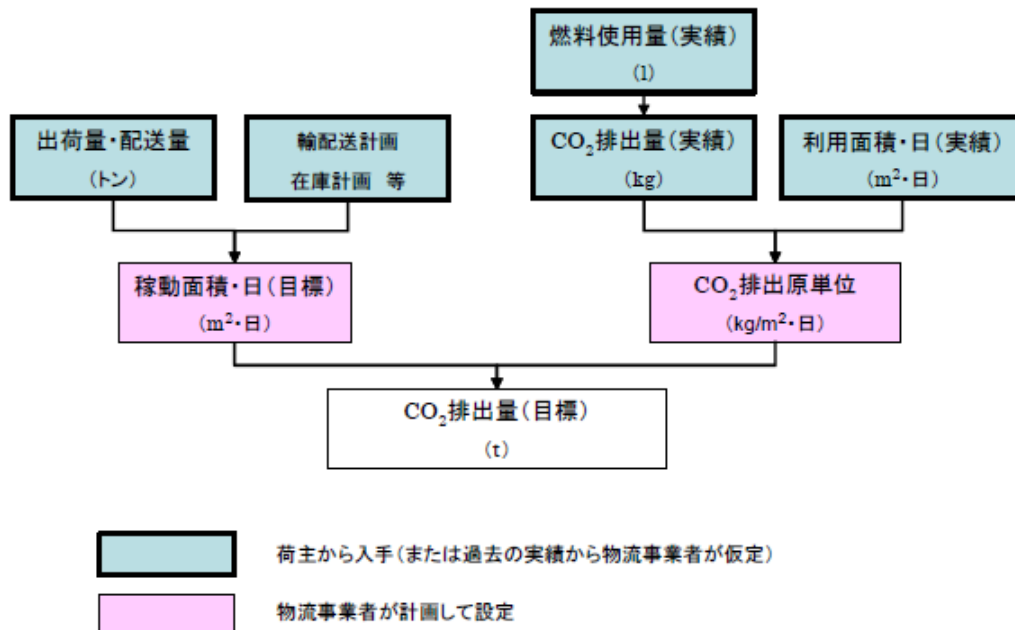 燃料使用量(実績)
(l)
出荷量・配送量
(トン)
輸配送計画
在庫計画 等
CO₂排出量(実績)
(kg)
利用面積・日(実績)
(m²・日)
稼動面積・日(目標)
(m²・日)
CO₂排出原単位
(kg/m²・日)
CO₂排出量(目標)
(t)
荷主から入手(または過去の実績から物流事業者が仮定)
物流事業者が計画して設定